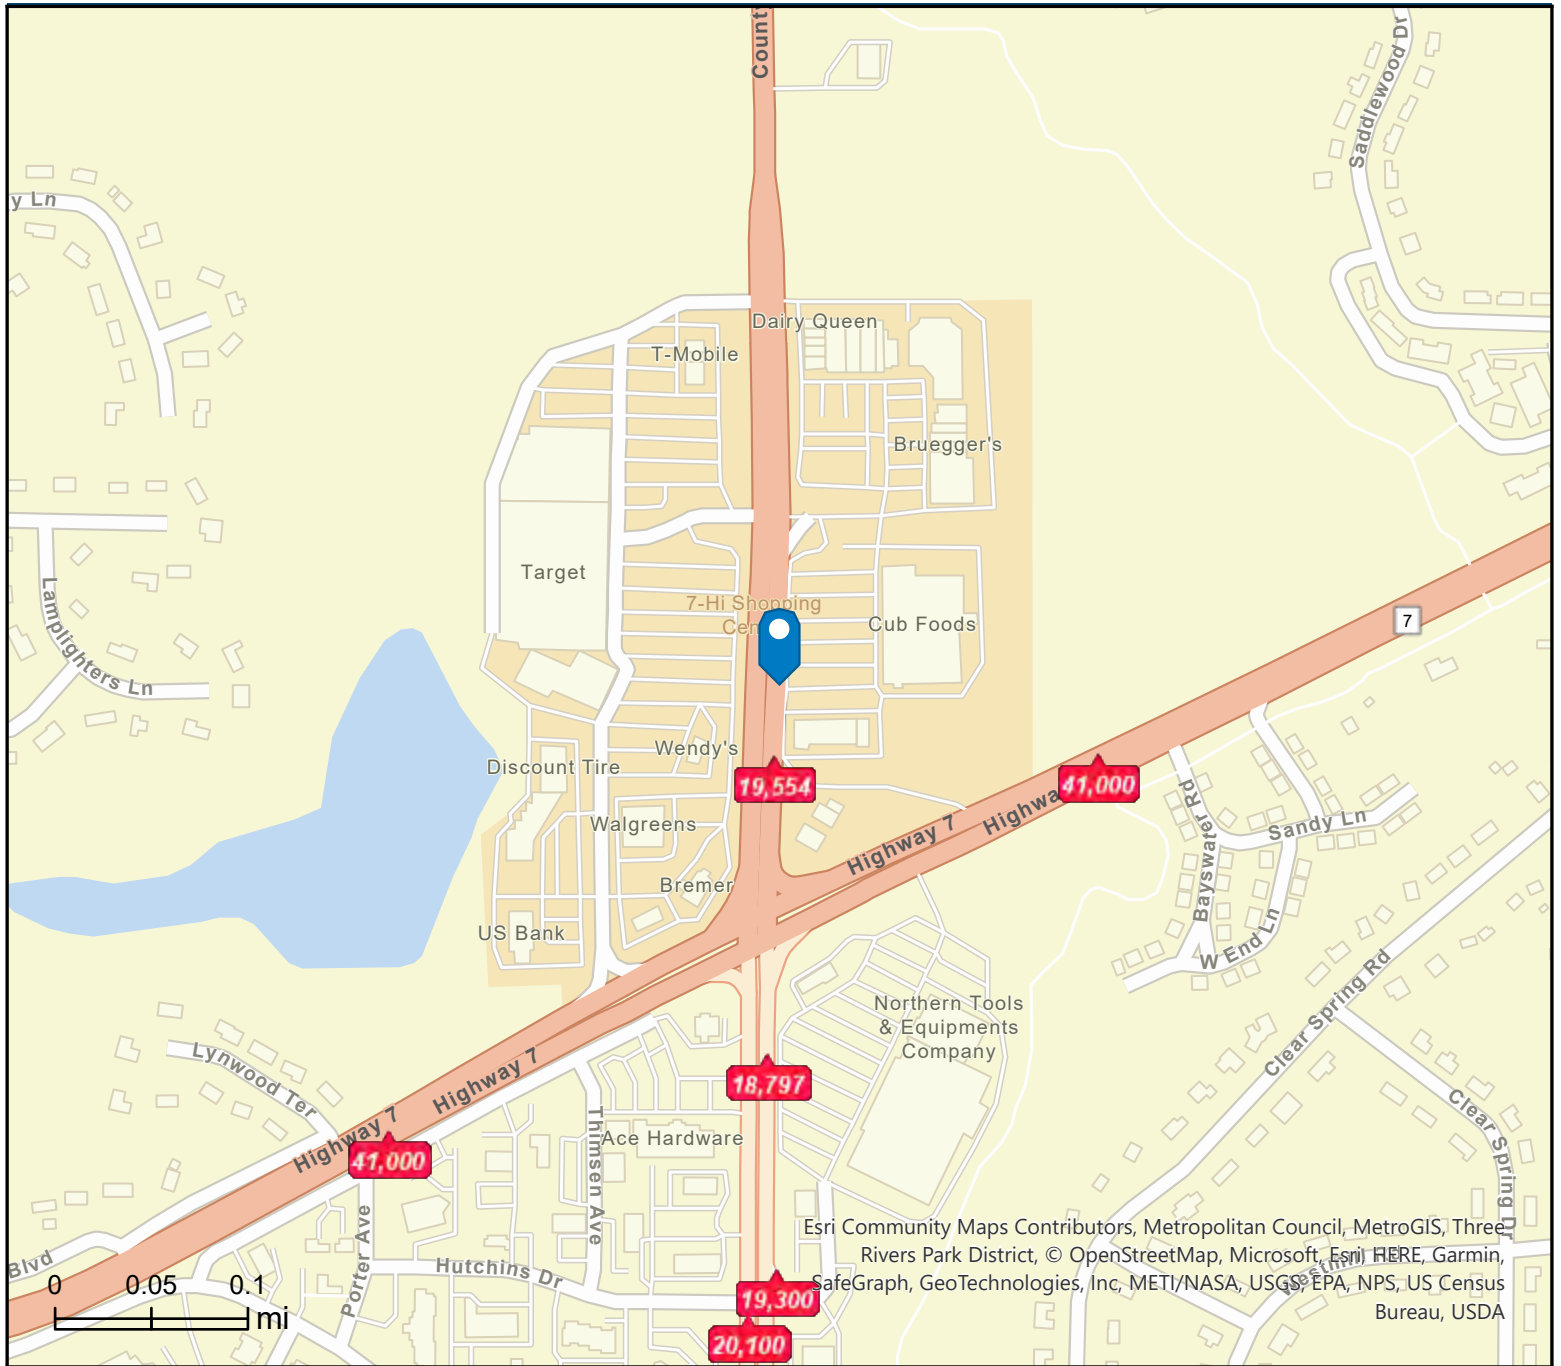 Count
Saddlewood Dr
y Ln
Dairy Queen
T-Mobile
Bruegger's
Target
7-Hi Shopping
Cen
Cub Foods
7
Lamplighters Ln
Wendy's
Discount Tire
19,554
41,000
Walgreens
Highway 7
Highwa
Bayswater Rd
Sandy Ln
Bremer
US Bank
W End Ln
Clear Spring Rd
Northern Tools
& Equipments
Company
Lynwood Ter
Highway 7
Highway 7
18,797
Thimsen Ave
Ace Hardware
41,000
Clear Spring Dr
Porter Ave
Blvd
Hutchins Dr
Westhill Rd
Esri Community Maps Contributors, Metropolitan Council, MetroGIS, Three
Rivers Park District, © OpenStreetMap, Microsoft, Esri, HERE, Garmin,
SafeGraph, GeoTechnologies, Inc, METI/NASA, USGS, EPA, NPS, US Census
Bureau, USDA
0 0.05 0.1
mi
19,300
20,100